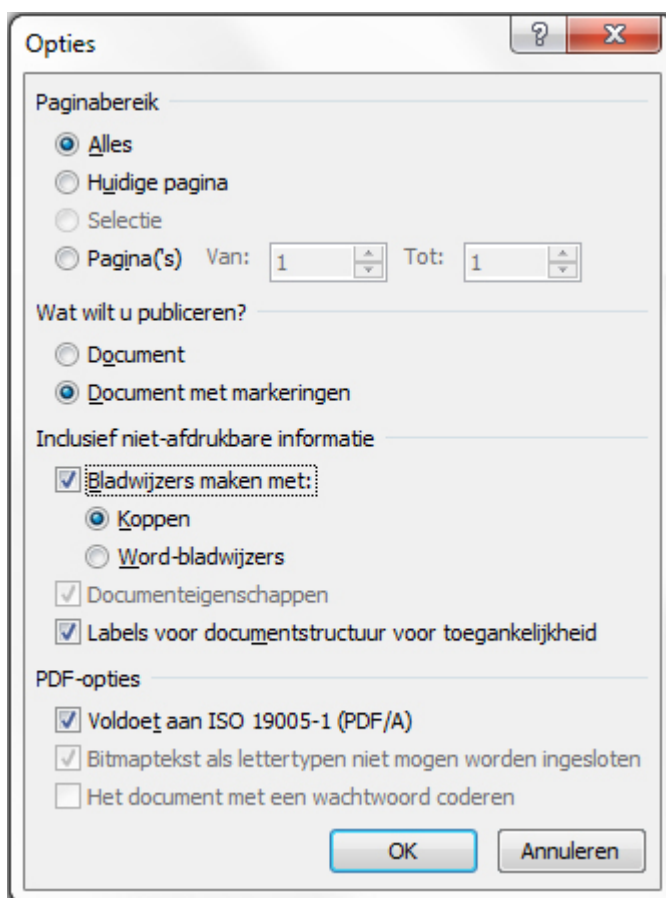 Opties
Paginabereik
Alles
Huidige pagina
Selectie
Pagina('s) Van: 1 Tot: 1
Wat wilt u publiceren?
Document
Document met markeringen
Inclusief niet-afdrukbare informatie
Bladwijzers maken met:
Koppen
Word-bladwijzers
Documenteigenschappen
Labels voor documentstructuur voor toegankelijkheid
PDF-opties
Voldoet aan ISO 19005-1 (PDF/A)
Bitmaptekst als lettertypen niet mogen worden ingesloten
Het document met een wachtwoord coderen
OK Annuleren